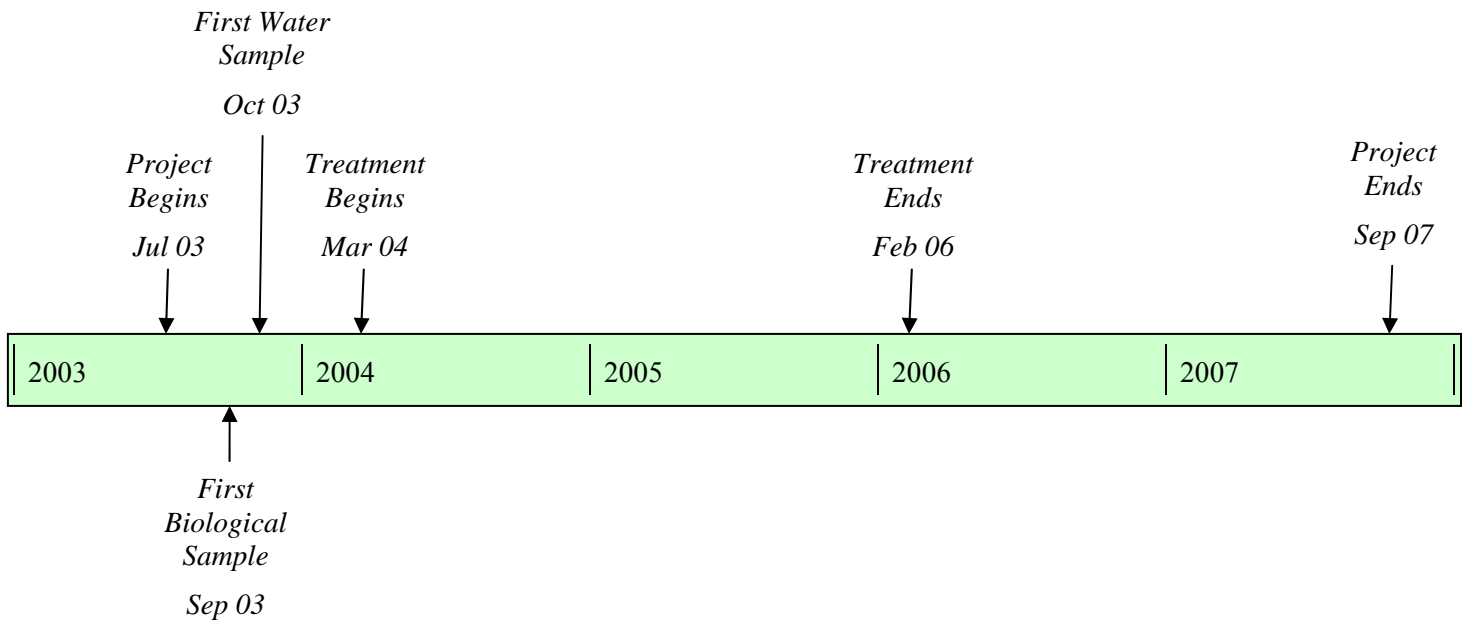 First Water
Sample
Oct 03
Project
Begins
Jul 03
Treatment
Begins
Mar 04
Treatment
Ends
Feb 06
Project
Ends
Sep 07
2003
2004
2005
2006
2007
First
Biological
Sample
Sep 03